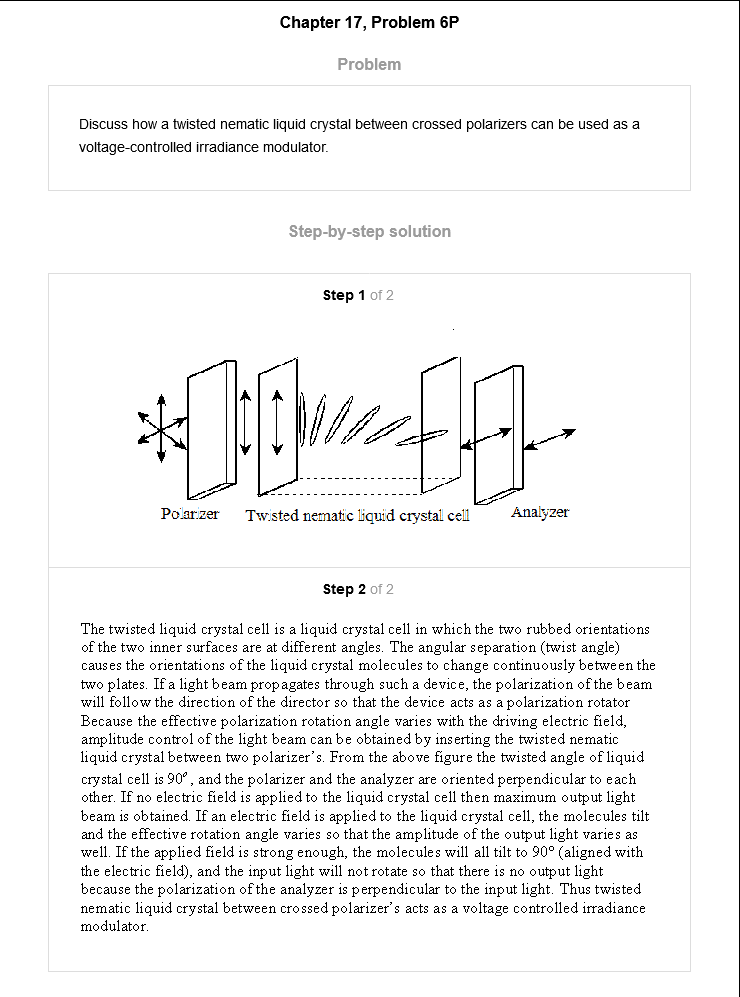 Chapter 17, Problem 6P
Problem
Discuss how a twisted nematic liquid crystal between crossed polarizers can be used as a
voltage-controlled irradiance modulator.
Step-by-step solution
Step 1 of 2
Polarizer
Twisted nematic liquid crystal cell
Analyzer
Step 2 of 2
The twisted liquid crystal cell is a liquid crystal cell in which the two rubbed orientations
of the two inner surfaces are at different angles. The angular separation (twist angle)
causes the orientations of the liquid crystal molecules to change continuously between the
two plates. If a light beam propagates through such a device, the polarization of the beam
will follow the direction of the director so that the device acts as a polarization rotator
Because the effective polarization rotation angle varies with the driving electric field,
amplitude control of the light beam can be obtained by inserting the twisted nematic
liquid crystal between two polarizer's. From the above figure the twisted angle of liquid
crystal cell is 90°, and the polarizer and the analyzer are oriented perpendicular to each
other. If no electric field is applied to the liquid crystal cell then maximum output light
beam is obtained. If an electric field is applied to the liquid crystal cell, the molecules tilt
and the effective rotation angle varies so that the amplitude of the output light varies as
well. If the applied field is strong enough, the molecules will all tilt to 90° (aligned with
the electric field), and the input light will not rotate so that there is no output light
because the polarization of the analyzer is perpendicular to the input light. Thus twisted
nematic liquid crystal between crossed polarizer's acts as a voltage controlled irradiance
modulator.